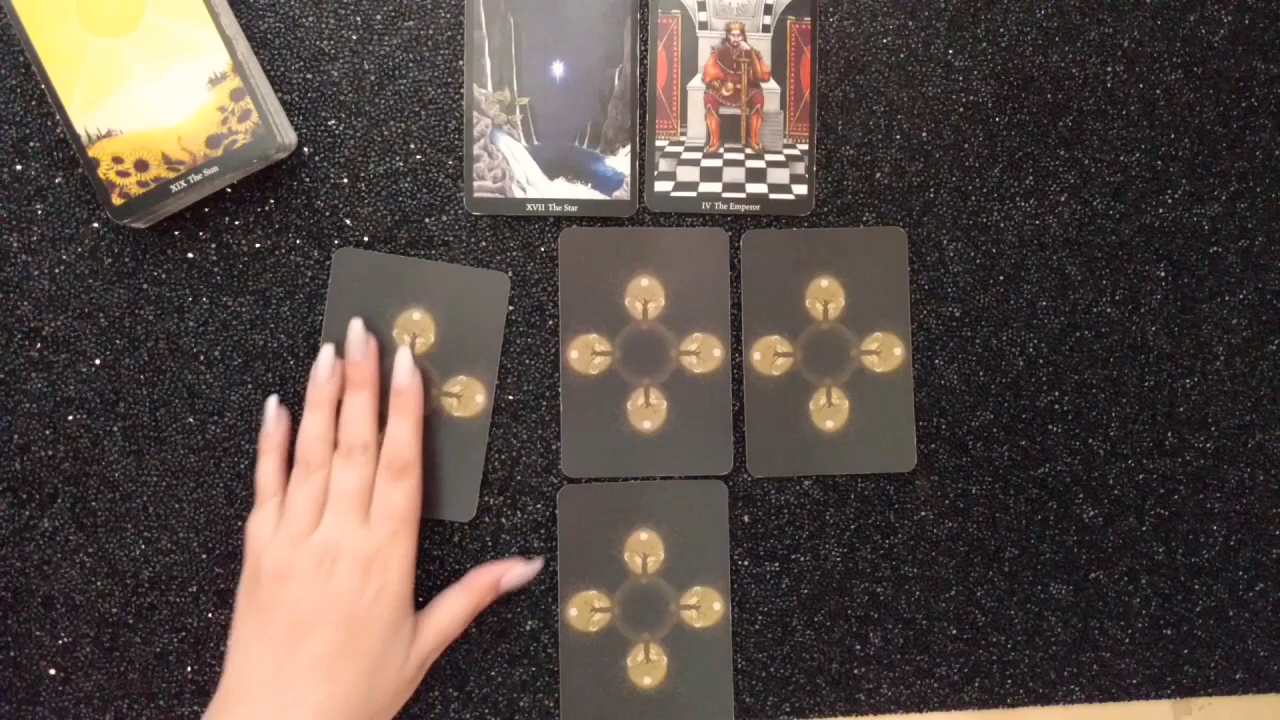 XIX The Sun
XVII The Star
IV The Emperor